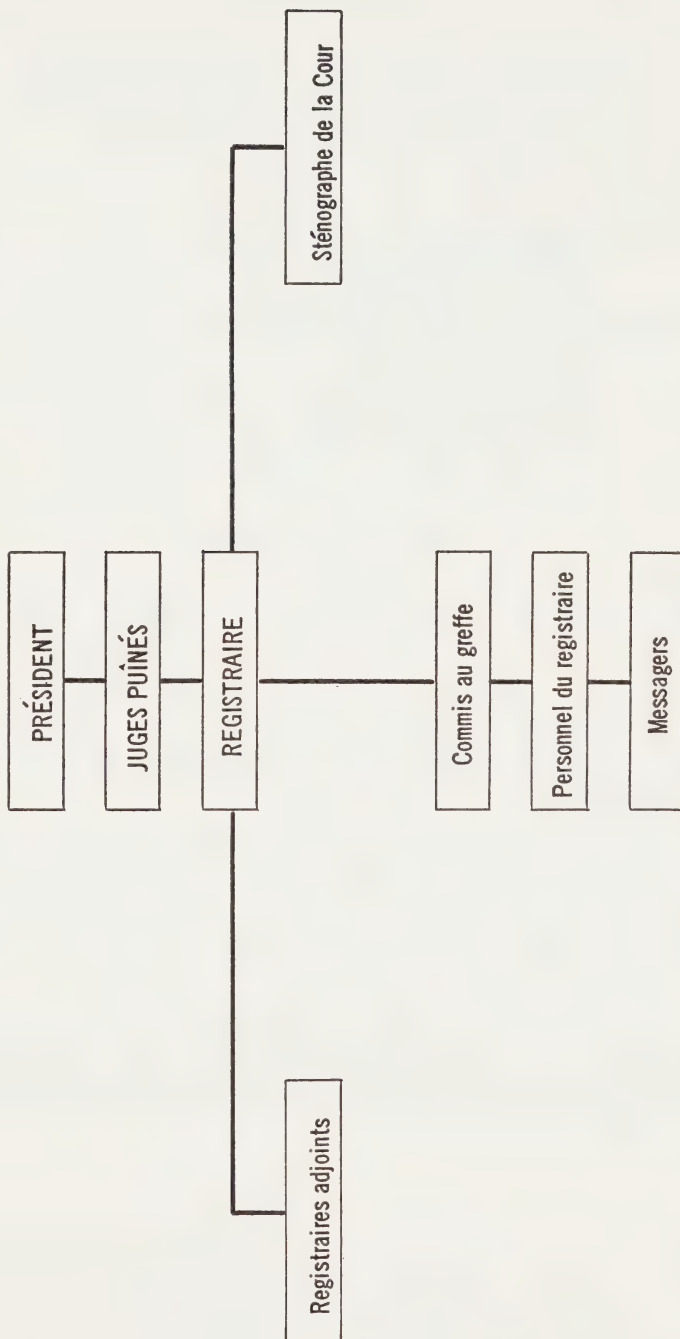 PRÉSIDENT
JUGES PUÎNÉS
REGISTRAIRE
Registraires adjoints
Sténographe de la Cour
Commis au greffe
Personnel du registraire
Messagers